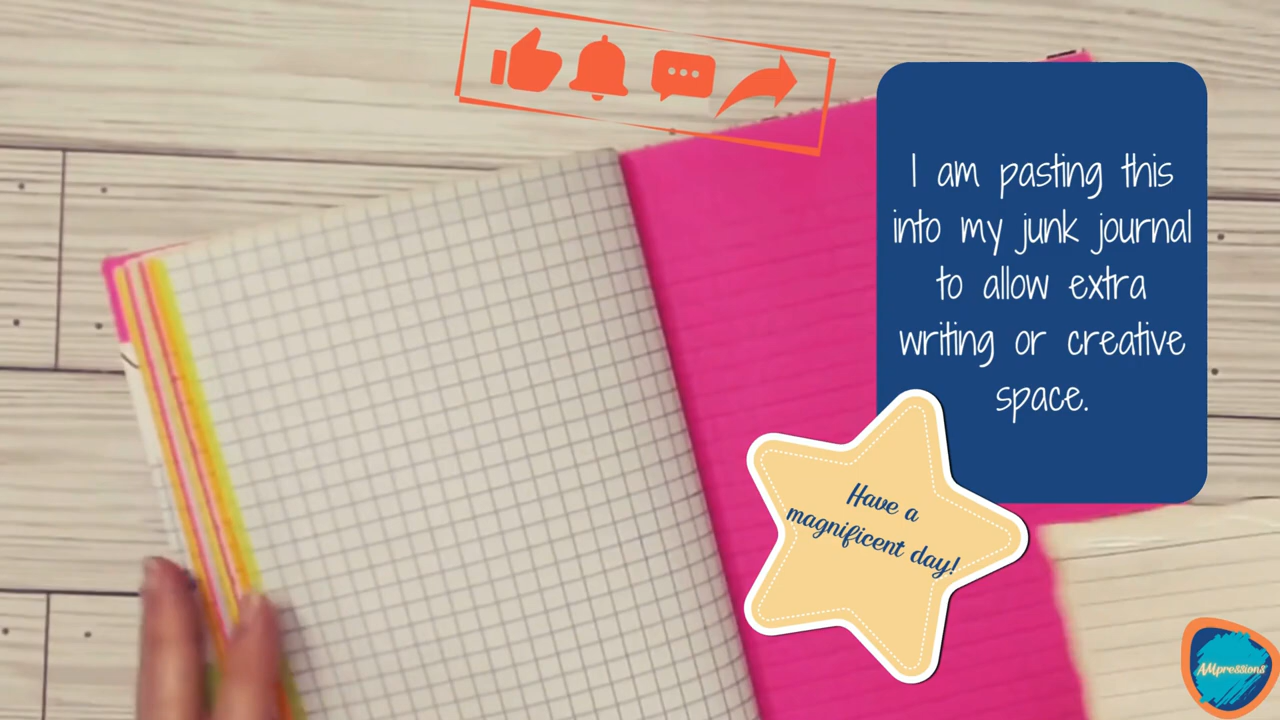 I am pasting this
into my junk journal
to allow extra
writing or creative
space.
Have a
magnificent day!
AMpressions